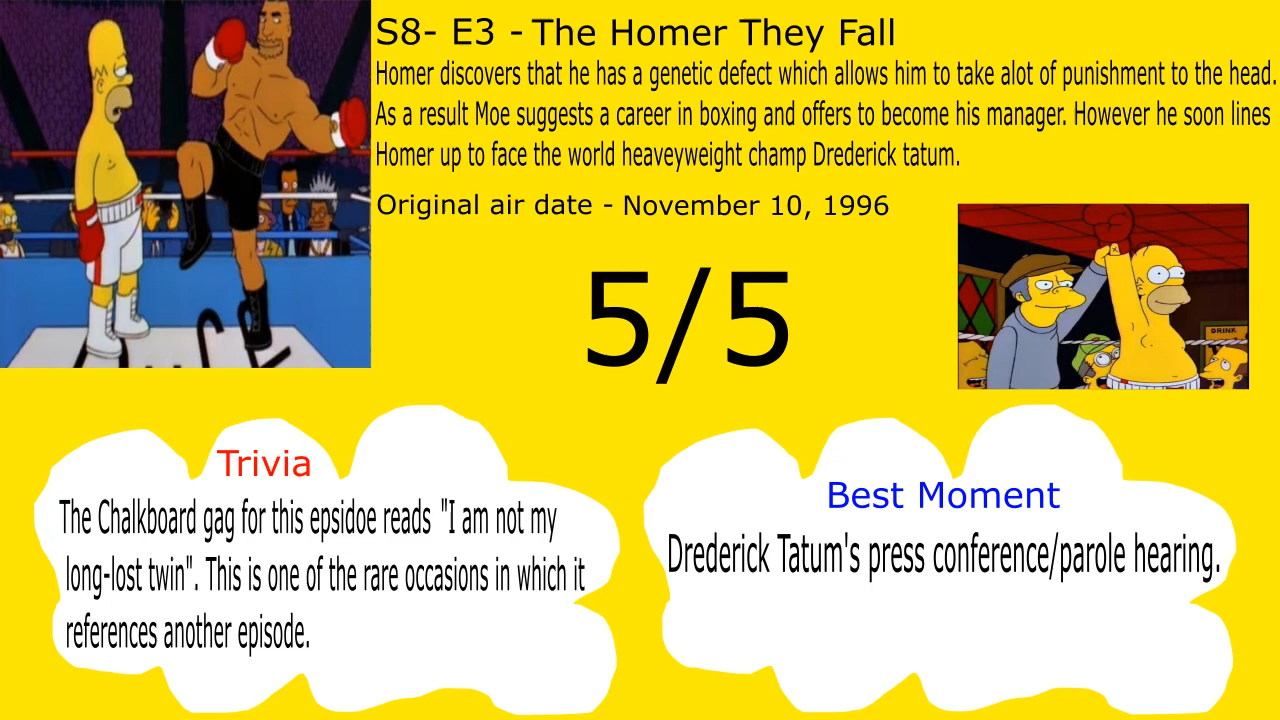 S8- E3 - The Homer They Fall
Homer discovers that he has a genetic defect which allows him to take alot of punishment to the head.
As a result Moe suggests a career in boxing and offers to become his manager. However he soon lines
Homer up to face the world heaveyweight champ Drederick tatum.
Original air date - November 10, 1996
5/5
DRINK
Trivia
The Chalkboard gag for this epsidoe reads "I am not my
long-lost twin". This is one of the rare occasions in which it
references another episode.
Best Moment
Drederick Tatum's press conference/parole hearing.